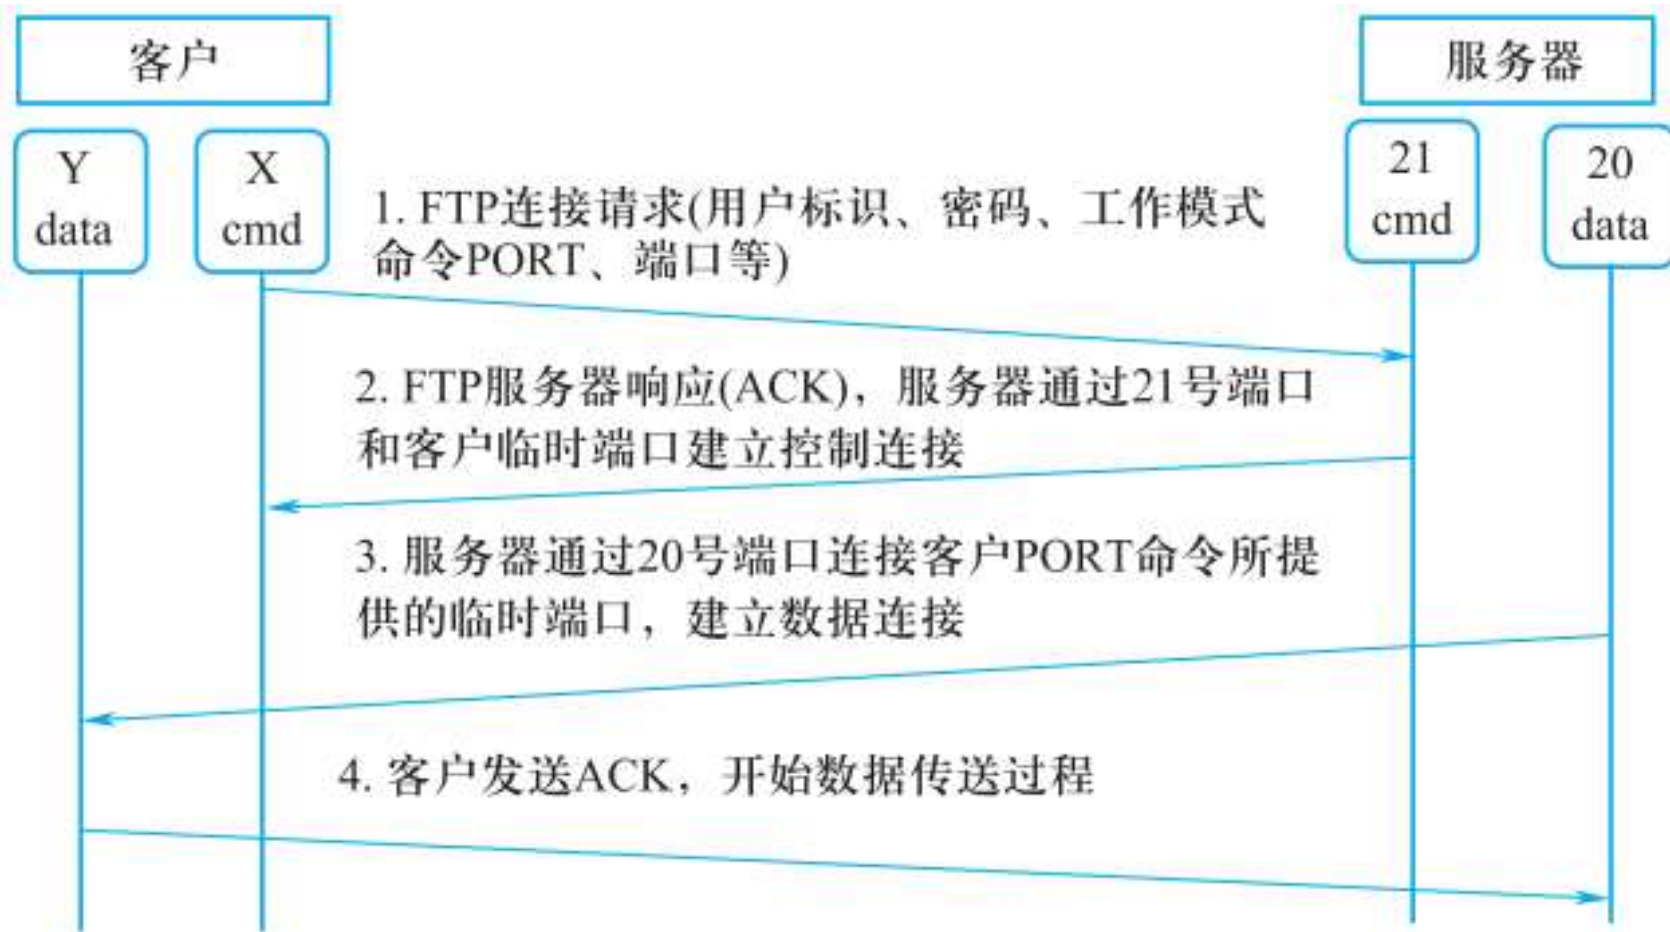 客户
服务器
Y
data
X
cmd
21
cmd
20
data
1. FTP连接请求(用户标识、密码、工作模式
命令PORT、端口等)
2. FTP服务器响应(ACK)，服务器通过21号端口
和客户临时端口建立控制连接
3. 服务器通过20号端口连接客户PORT命令所提
供的临时端口，建立数据连接
4. 客户发送ACK，开始数据传送过程